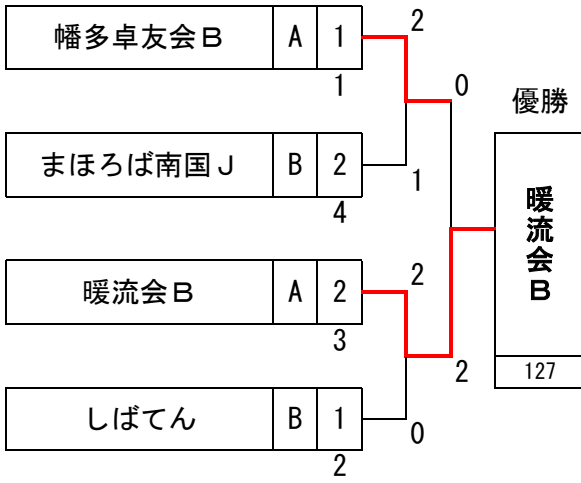 幡多卓友会Ｂ A 1 2
1 0
優勝
まほろば南国Ｊ B 2 1
4
暖流会Ｂ
暖流会Ｂ A 2 2
3 2
127
しばてん B 1 0
2